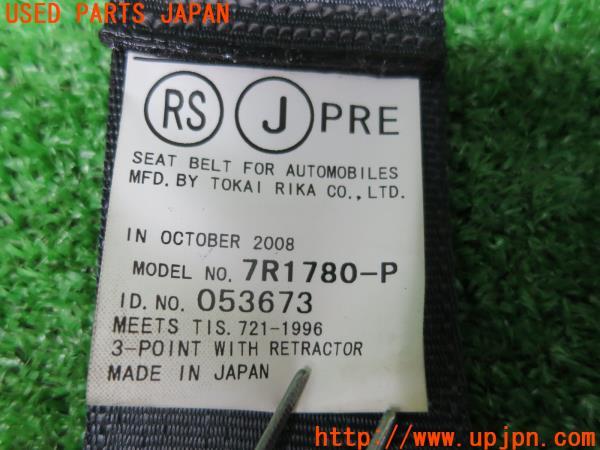 USED PARTS JAPAN
RS J PRE
SEAT BELT FOR AUTOMOBILES
MFD. BY TOKAI RIKA CO., LTD.
IN OCTOBER 2008
MODEL NO. 7R1780-P
ID. NO. 053673
MEETS TIS. 721-1996
3-POINT WITH RETRACTOR
MADE IN JAPAN
http://www.upjpn.com/